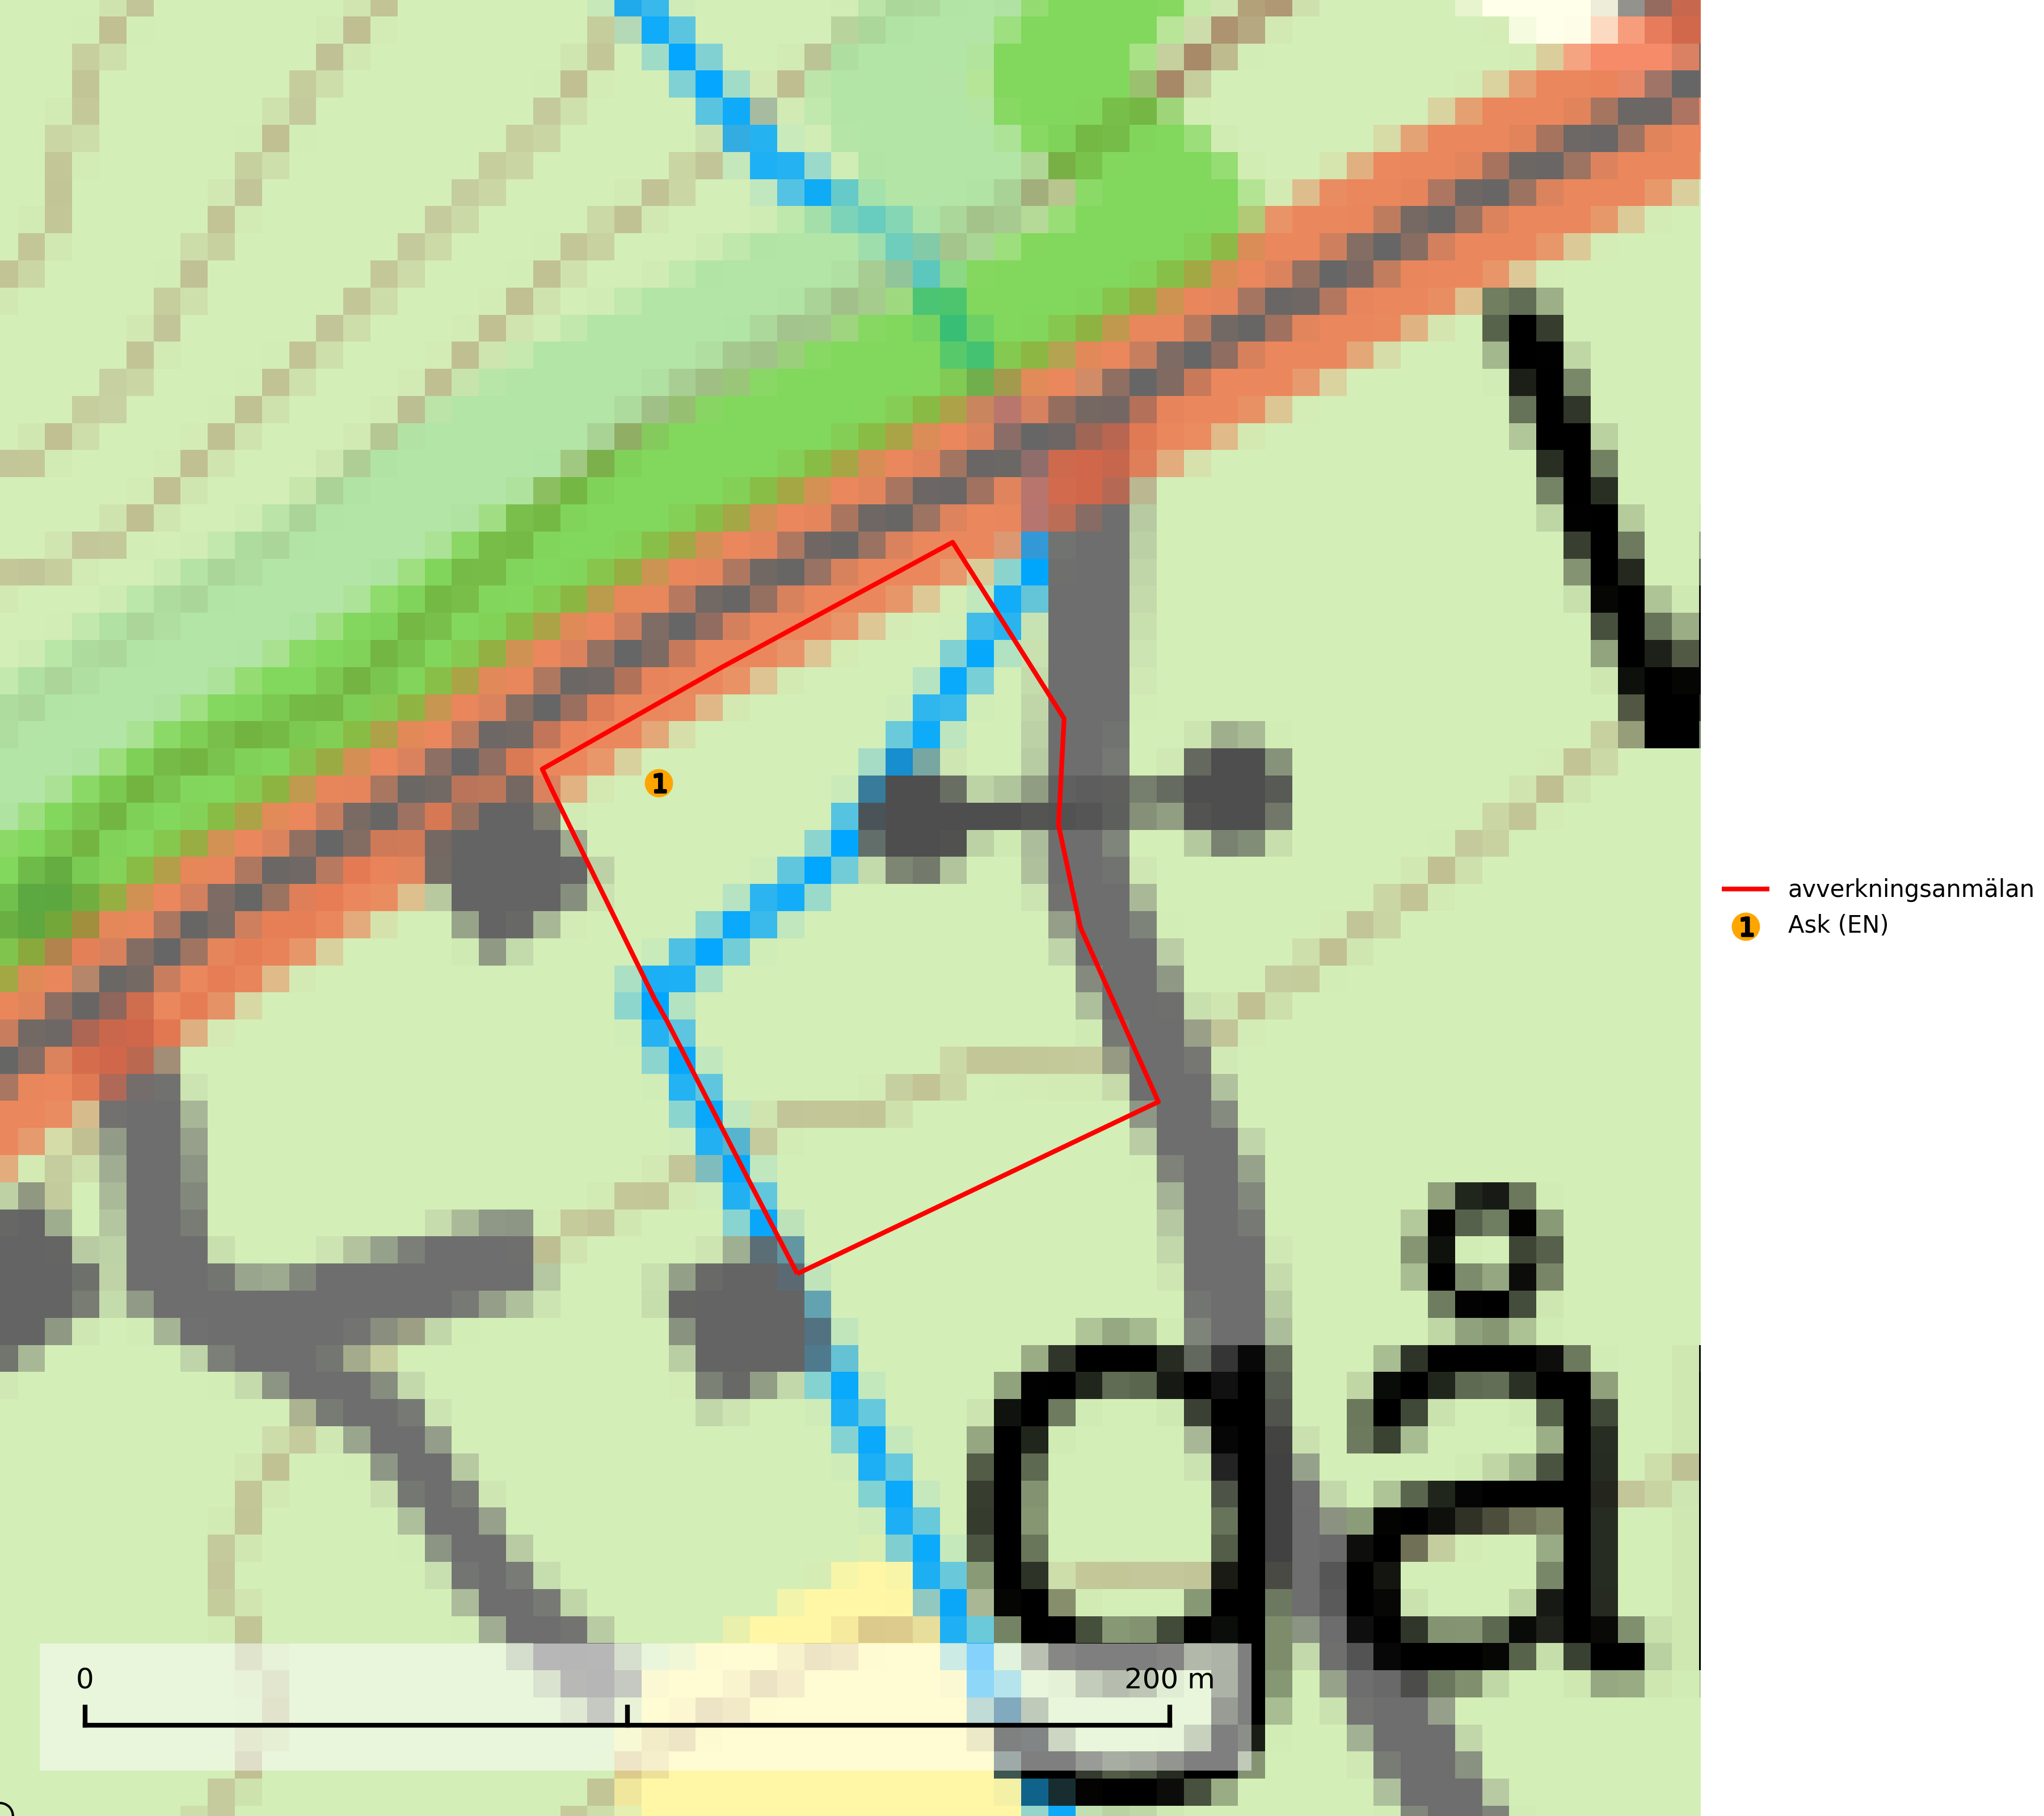 1
gå
0 200 m
avverkningsanmälan
1 Ask (EN)